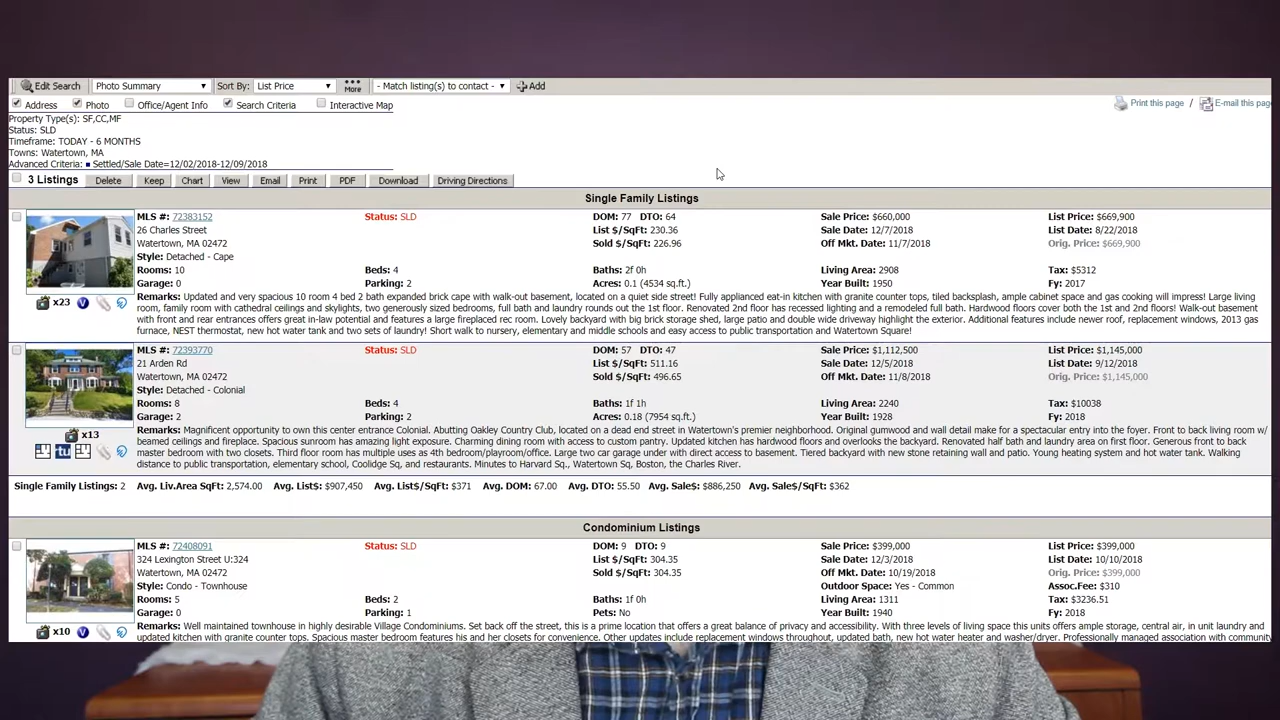 Edit Search Photo Summary Sort By: List Price More - Match listing(s) to contact - Add
Address Photo Office/Agent Info Search Criteria Interactive Map Print this page / E-mail this page
Property Type(s): SF,CC,MF
Status: SLD
Timeframe: TODAY - 6 MONTHS
Towns: Watertown, MA
Advanced Criteria: ▪ Settled/Sale Date=12/02/2018-12/09/2018
3 Listings Delete Keep Chart View Email Print PDF Download Driving Directions
Single Family Listings
MLS #: 72383152 Status: SLD DOM: 77 DTO: 64 Sale Price: $660,000 List Price: $669,900
26 Charles Street List $/SqFt: 230.36 Sale Date: 12/7/2018 List Date: 8/22/2018
Watertown, MA 02472 Sold $/SqFt: 226.96 Off Mkt. Date: 11/7/2018 Orig. Price: $669,900
Style: Detached - Cape
Rooms: 10 Beds: 4 Baths: 2f 0h Living Area: 2908 Tax: $5312
Garage: 0 Parking: 2 Acres: 0.1 (4534 sq.ft.) Year Built: 1950 Fy: 2017
x23
Remarks: Updated and very spacious 10 room 4 bed 2 bath expanded brick cape with walk-out basement, located on a quiet side street! Fully applianced eat-in kitchen with granite counter tops, tiled backsplash, ample cabinet space and gas cooking will impress! Large living
room, family room with cathedral ceilings and skylights, two generously sized bedrooms, full bath and laundry rounds out the 1st floor. Renovated 2nd floor has recessed lighting and a remodeled full bath. Hardwood floors cover both the 1st and 2nd floors! Walk-out basement
with front and rear entrances offers great in-law potential and features a large fireplaced rec room. Lovely backyard with big brick storage shed, large patio and double wide driveway highlight the exterior. Additional features include newer roof, replacement windows, 2013 gas
furnace, NEST thermostat, new hot water tank and two sets of laundry! Short walk to nursery, elementary and middle schools and easy access to public transportation and Watertown Square!
MLS #: 72393770 Status: SLD DOM: 57 DTO: 47 Sale Price: $1,112,500 List Price: $1,145,000
21 Arden Rd List $/SqFt: 511.16 Sale Date: 12/5/2018 List Date: 9/12/2018
Watertown, MA 02472 Sold $/SqFt: 496.65 Off Mkt. Date: 11/8/2018 Orig. Price: $1,145,000
Style: Detached - Colonial
Rooms: 8 Beds: 4 Baths: 1f 1h Living Area: 2240 Tax: $10038
Garage: 2 Parking: 2 Acres: 0.18 (7954 sq.ft.) Year Built: 1928 Fy: 2018
x13
Remarks: Magnificent opportunity to own this center entrance Colonial. Abutting Oakley Country Club, located on a dead end street in Watertown's premier neighborhood. Original gumwood and wall detail make for a spectacular entry into the foyer. Front to back living room w/
beamed ceilings and fireplace. Spacious sunroom has amazing light exposure. Charming dining room with access to custom pantry. Updated kitchen has hardwood floors and overlooks the backyard. Renovated half bath and laundry area on first floor. Generous front to back
master bedroom with two closets. Third floor room has multiple uses as 4th bedroom/playroom/office. Large two car garage with direct access to basement. Tiered backyard with new stone retaining wall and patio. Young heating system and hot water tank. Walking
distance to public transportation, elementary school, Coolidge Sq, and restaurants. Minutes to Harvard Sq., Watertown Sq, Boston, the Charles River.
Single Family Listings: 2 Avg. Liv.Area SqFt: 2,574.00 Avg. List$: $907,450 Avg. List$/SqFt: $371 Avg. DOM: 67.00 Avg. DTO: 55.50 Avg. Sale$: $886,250 Avg. Sale$/SqFt: $362
Condominium Listings
MLS #: 72408091 Status: SLD DOM: 9 DTO: 9 Sale Price: $399,000 List Price: $399,000
324 Lexington Street U:324 List $/SqFt: 304.35 Sale Date: 12/3/2018 List Date: 10/10/2018
Watertown, MA 02472 Sold $/SqFt: 304.35 Off Mkt. Date: 10/19/2018 Orig. Price: $399,000
Style: Condo - Townhouse Outdoor Space: Yes - Common Assoc.Fee: $310
Rooms: 5 Beds: 2 Baths: 1f 0h Living Area: 1311 Tax: $3236.51
Garage: 0 Parking: 1 Pets: No Year Built: 1940 Fy: 2018
x10
Remarks: Well maintained townhouse in highly desirable Village Condominiums. Set back off the street, this is a prime location that offers a great balance of privacy and accessibility. With three levels of living space this units offers ample storage, central air, in unit laundry and
updated kitchen with granite counter tops. Spacious master bedroom features his and her closets for convenience. Other updates include replacement windows throughout, updated bath, new hot water heater and washer/dryer. Professionally managed association with community